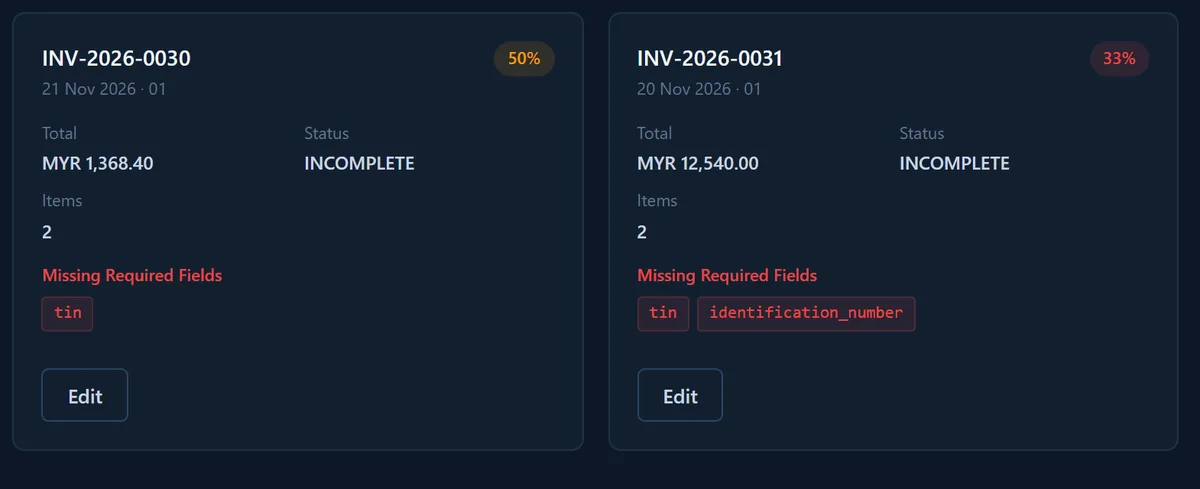 INV-2026-0030
50%
21 Nov 2026 · 01
Total
Status
MYR 1,368.40
INCOMPLETE
Items
2
Missing Required Fields
tin
Edit
INV-2026-0031
33%
20 Nov 2026 · 01
Total
Status
MYR 12,540.00
INCOMPLETE
Items
2
Missing Required Fields
tin identification_number
Edit